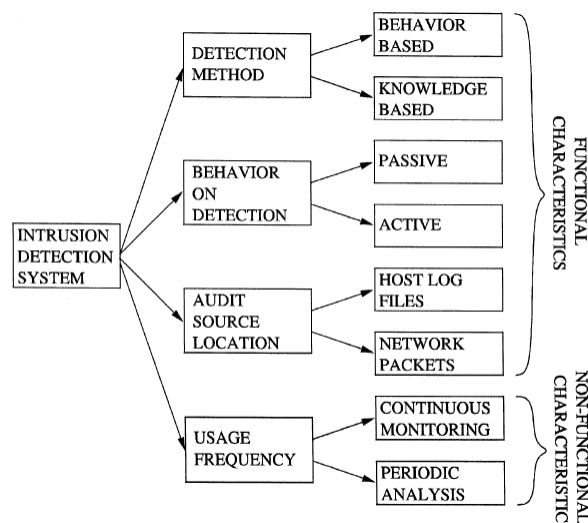 DETECTION
METHOD
BEHAVIOR
BASED
KNOWLEDGE
BASED
BEHAVIOR
ON
DETECTION
PASSIVE
ACTIVE
INTRUSION
DETECTION
SYSTEM
AUDIT
SOURCE
LOCATION
HOST LOG
FILES
NETWORK
PACKETS
USAGE
FREQUENCY
CONTINUOUS
MONITORING
PERIODIC
ANALYSIS
FUNCTIONAL
CHARACTERISTICS
NON-FUNCTIONAL
CHARACTERISTIC